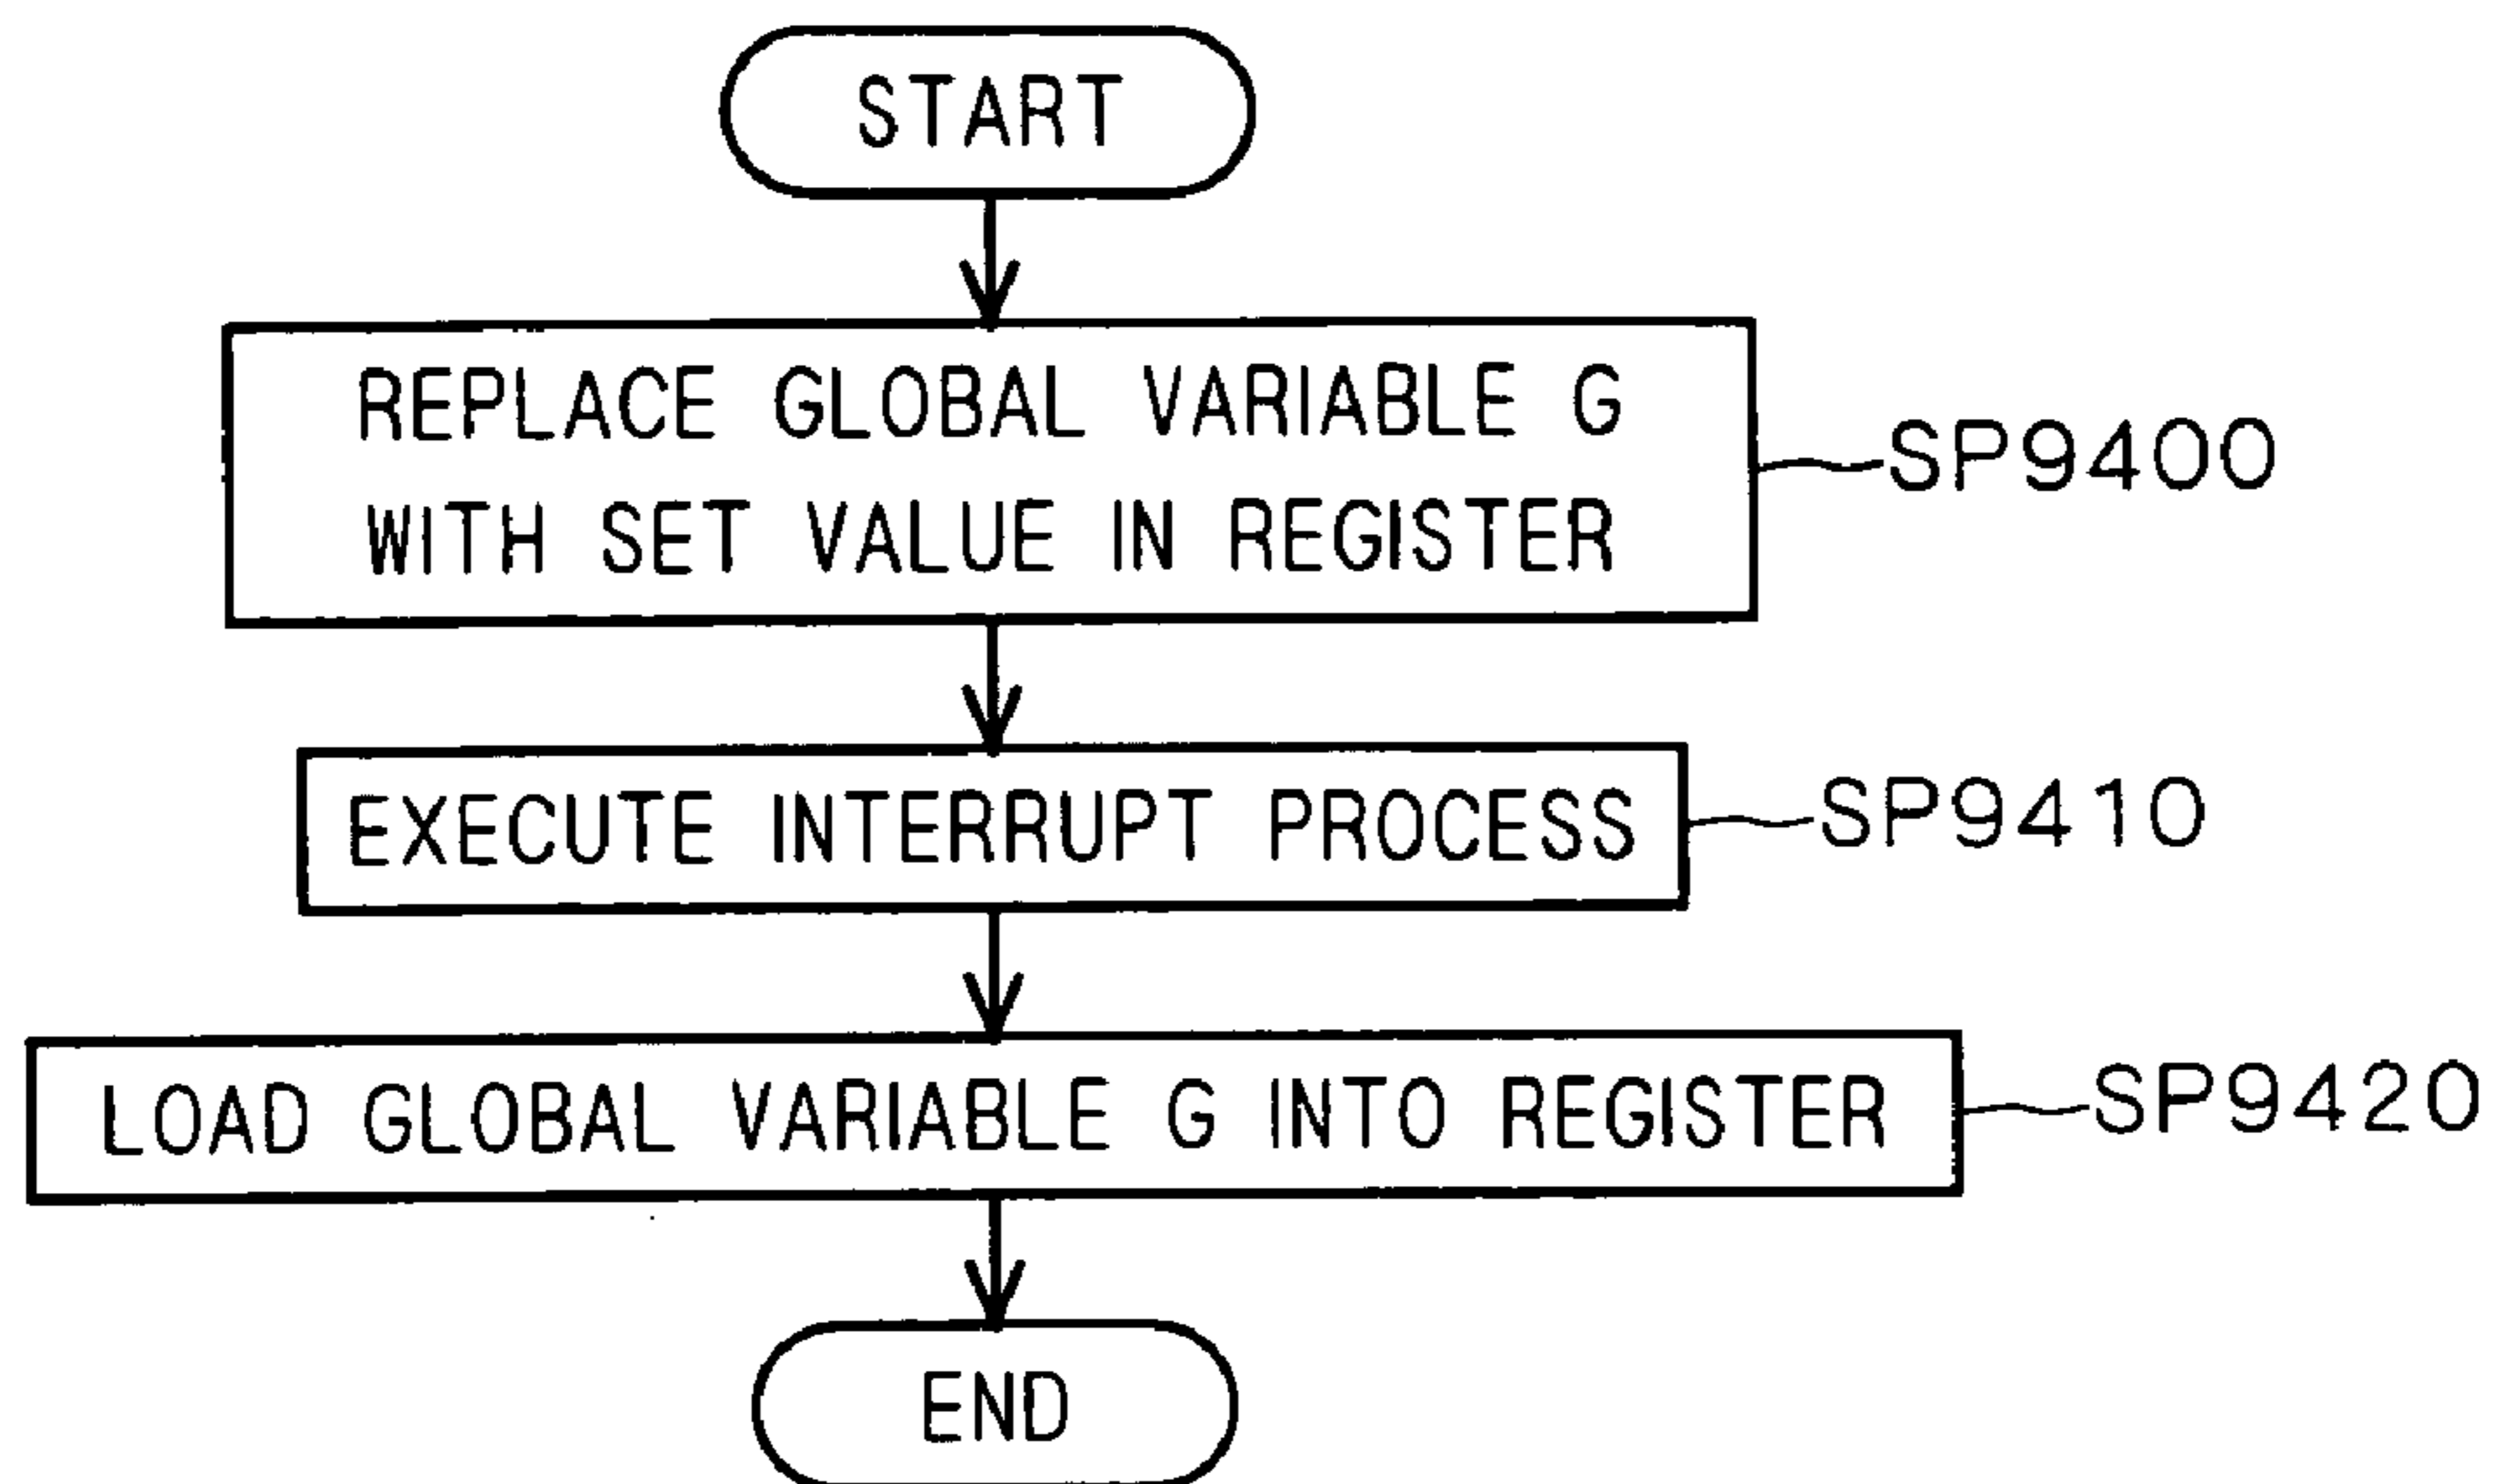 START
REPLACE GLOBAL VARIABLE G
WITH SET VALUE IN REGISTER
SP9400
EXECUTE INTERRUPT PROCESS
SP9410
LOAD GLOBAL VARIABLE G INTO REGISTER
SP9420
END